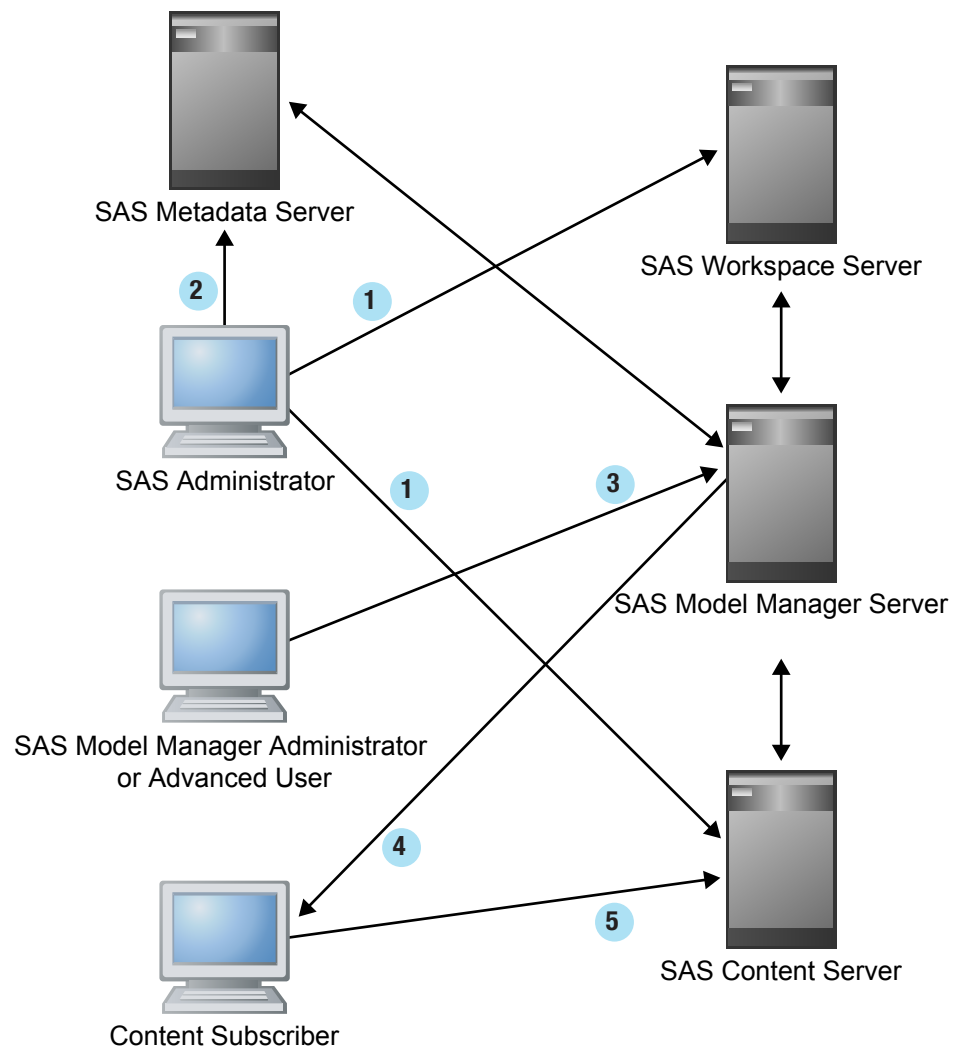 SAS Metadata Server
SAS Workspace Server
2
1
SAS Administrator
1
3
SAS Model Manager Server
SAS Model Manager Administrator
or Advanced User
4
5
SAS Content Server
Content Subscriber